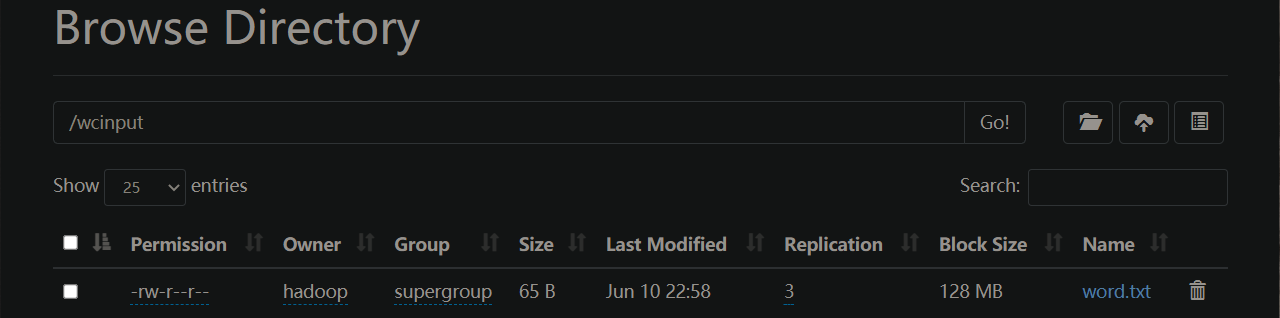 Browse Directory
/wcinput Go!
Show 25 entries Search:
Permission Owner Group Size Last Modified Replication Block Size Name
-rw-r--r-- hadoop supergroup 65 B Jun 10 22:58 3 128 MB word.txt